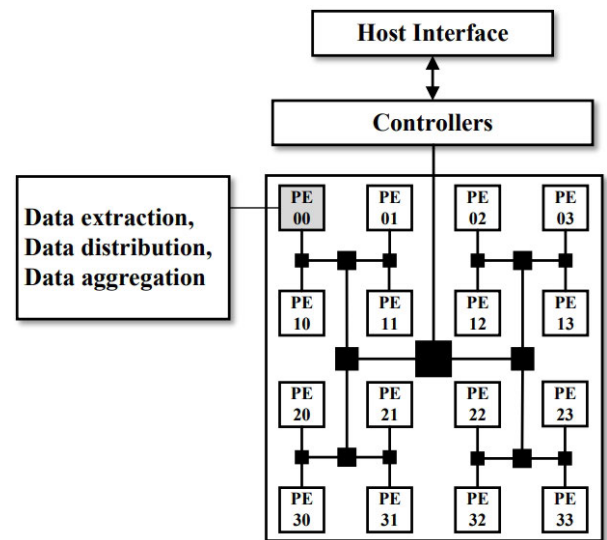 Host Interface
Controllers
Data extraction,
Data distribution,
Data aggregation
PE
00
PE
01
PE
02
PE
03
PE
10
PE
11
PE
12
PE
13
PE
20
PE
21
PE
22
PE
23
PE
30
PE
31
PE
32
PE
33